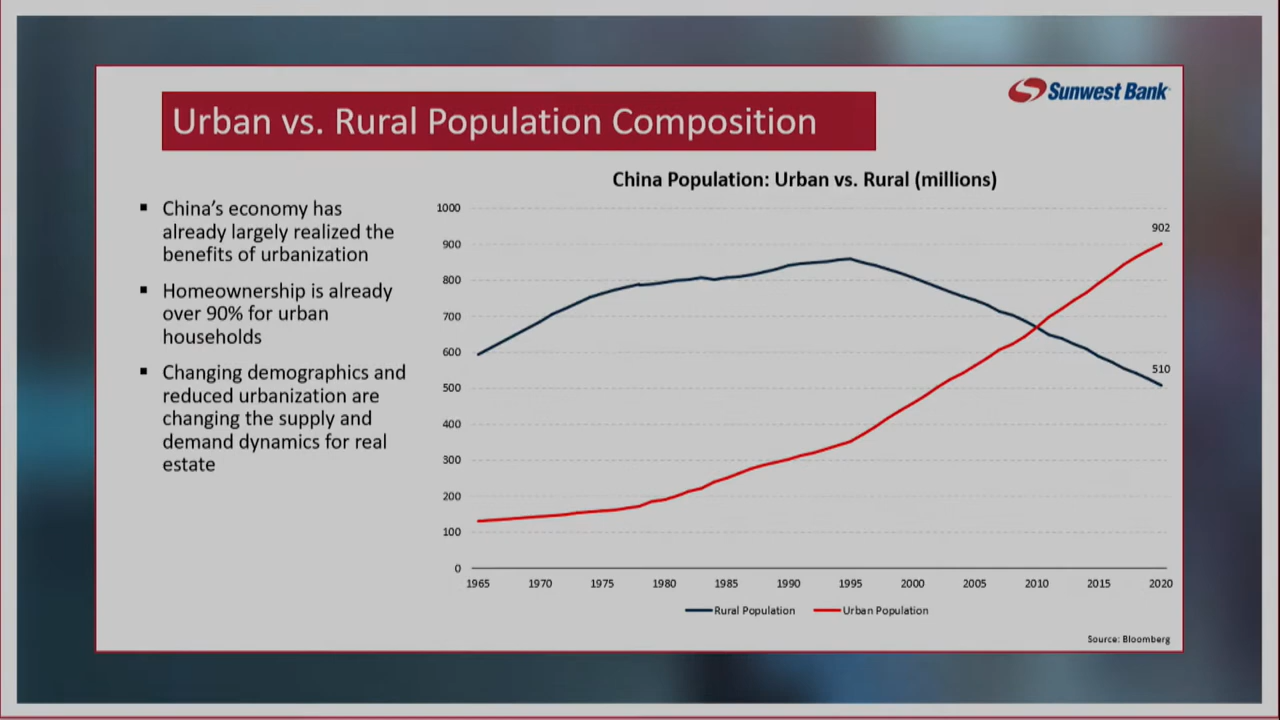 Sunwest Bank
Urban vs. Rural Population Composition
▪ China's economy has
already largely realized the
benefits of urbanization
▪ Homeownership is already
over 90% for urban
households
▪ Changing demographics and
reduced urbanization are
changing the supply and
demand dynamics for real
estate
China Population: Urban vs. Rural (millions)
1000
900
800
700
600
500
400
300
200
100
0
902
510
1965 1970 1975 1980 1985 1990 1995 2000 2005 2010 2015 2020
Rural Population Urban Population
Source: Bloomberg